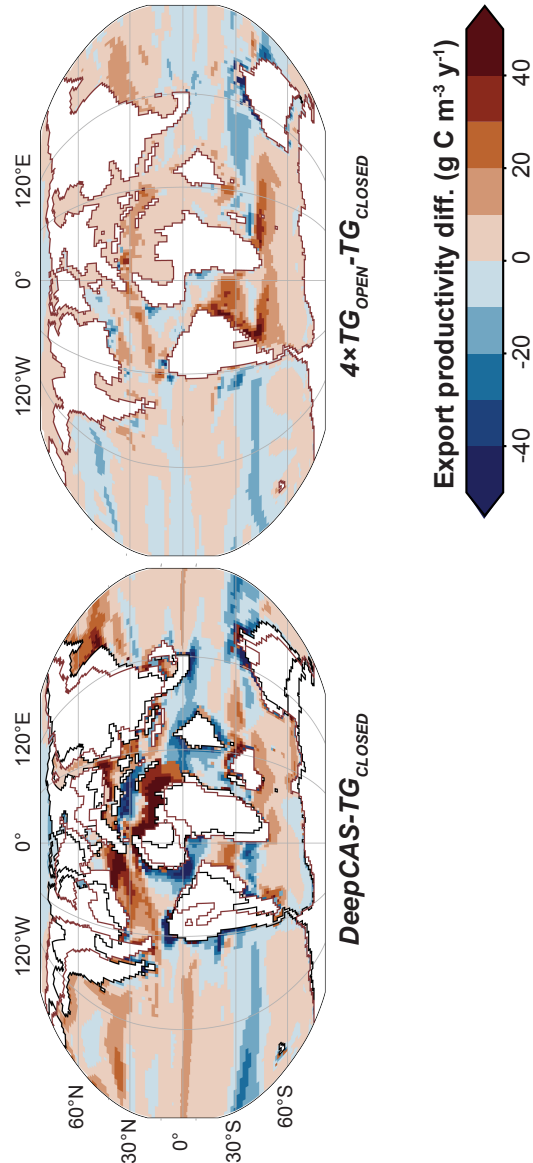 120°W 0° 120°E
120°W 0° 120°E
60°N
30°N
0°
30°S
60°S
DeepCAS-TG_CLOSED
4×TG_OPEN-TG_CLOSED
Export productivity diff. (g C m⁻³ y⁻¹)
-40 -20 0 20 40